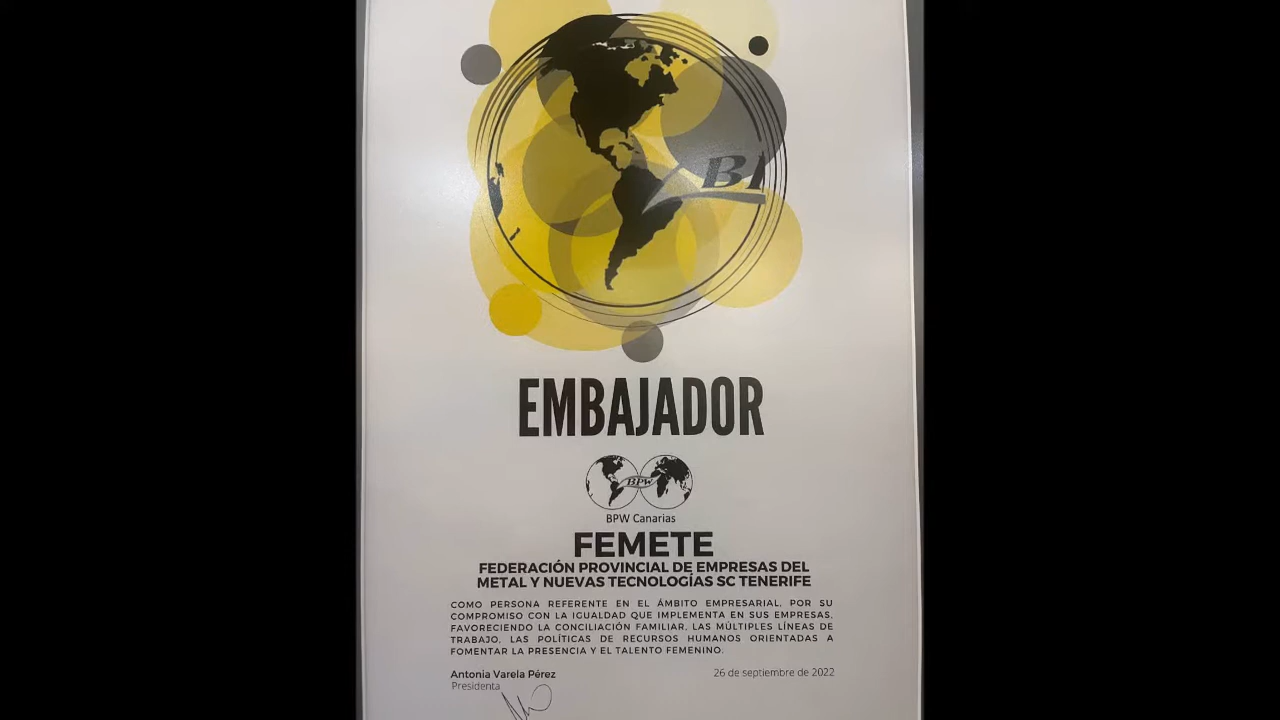 EMBAJADOR
BPW
BPW Canarias
FEMETE
FEDERACIÓN PROVINCIAL DE EMPRESAS DEL
METAL Y NUEVAS TECNOLOGÍAS SC TENERIFE
COMO PERSONA REFERENTE EN EL ÁMBITO EMPRESARIAL, POR SU
COMPROMISO CON LA IGUALDAD QUE IMPLEMENTA EN SUS EMPRESAS,
FAVORECIENDO LA CONCILIACIÓN FAMILIAR, LAS MÚLTIPLES LÍNEAS DE
TRABAJO, LAS POLÍTICAS DE RECURSOS HUMANOS ORIENTADAS A
FOMENTAR LA PRESENCIA Y EL TALENTO FEMENINO.
Antonia Varela Pérez 26 de septiembre de 2022
Presidenta